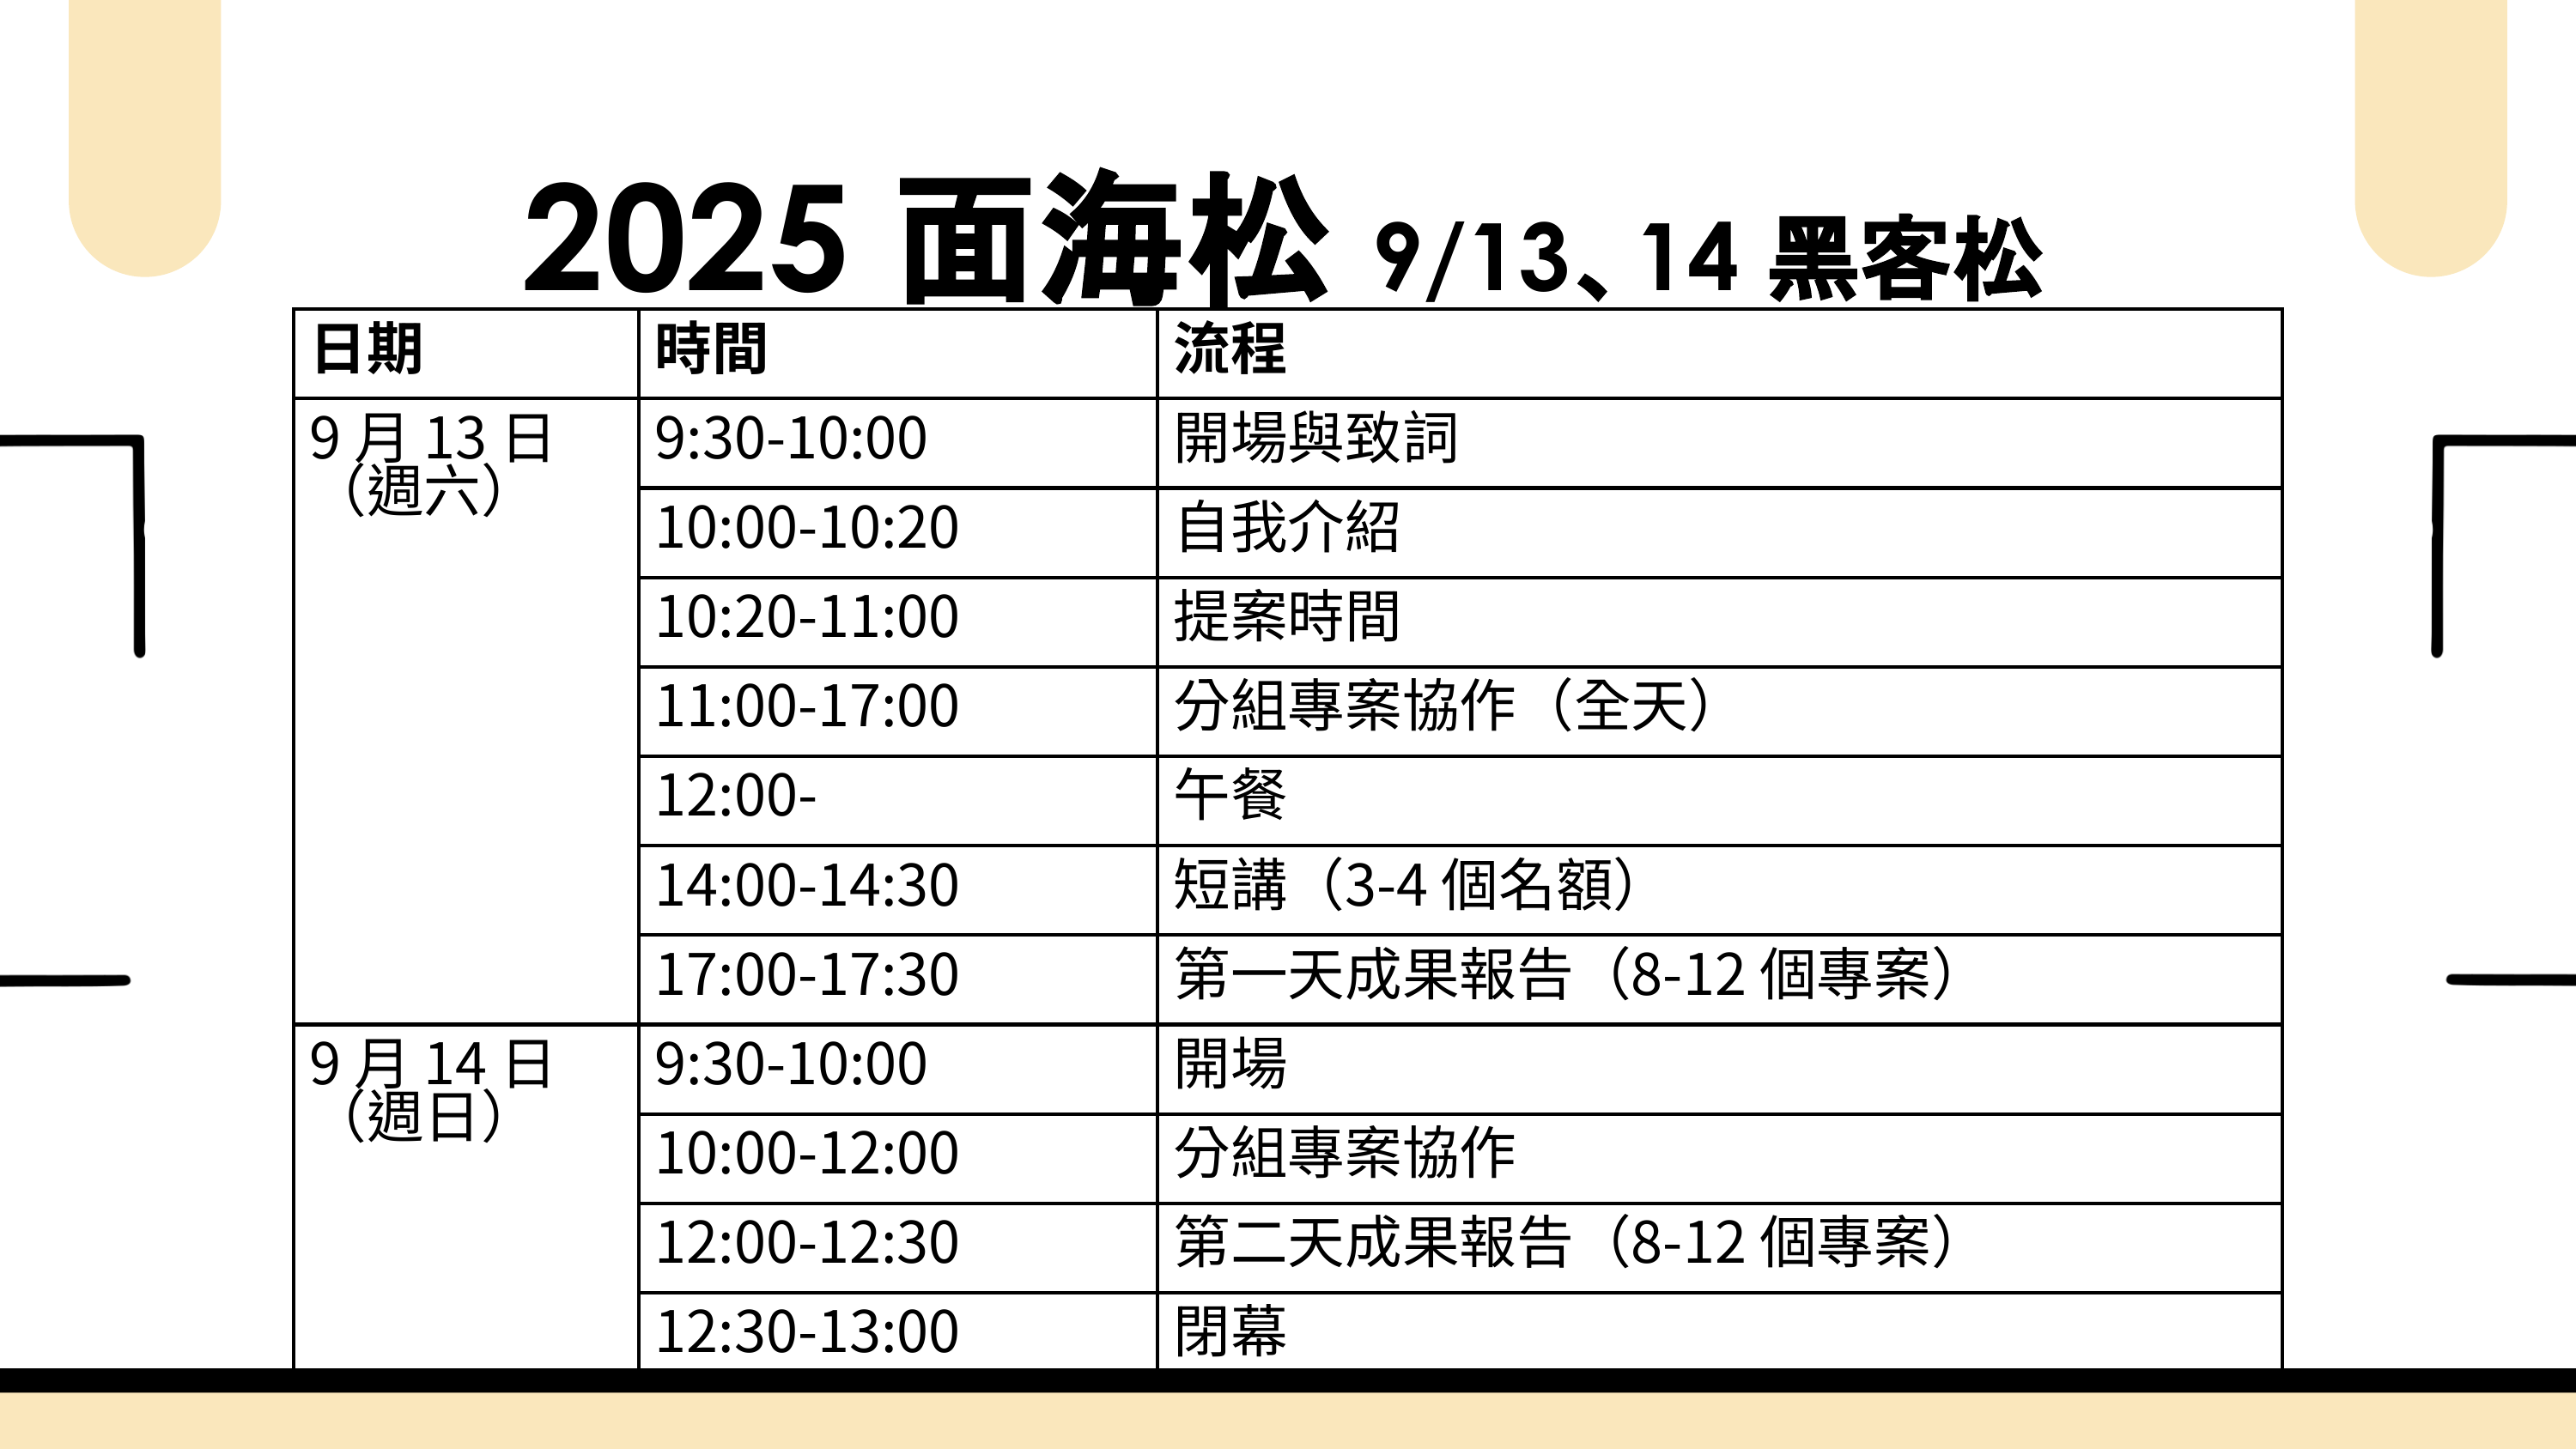 2025 面海松 9/13、14 黑客松
日期 時間 流程
9 月 13 日
（週六）
9:30-10:00 開場與致詞
10:00-10:20 自我介紹
10:20-11:00 提案時間
11:00-17:00 分組專案協作（全天）
12:00- 午餐
14:00-14:30 短講（3-4 個名額）
17:00-17:30 第一天成果報告（8-12 個專案）
9 月 14 日
（週日）
9:30-10:00 開場
10:00-12:00 分組專案協作
12:00-12:30 第二天成果報告（8-12 個專案）
12:30-13:00 閉幕